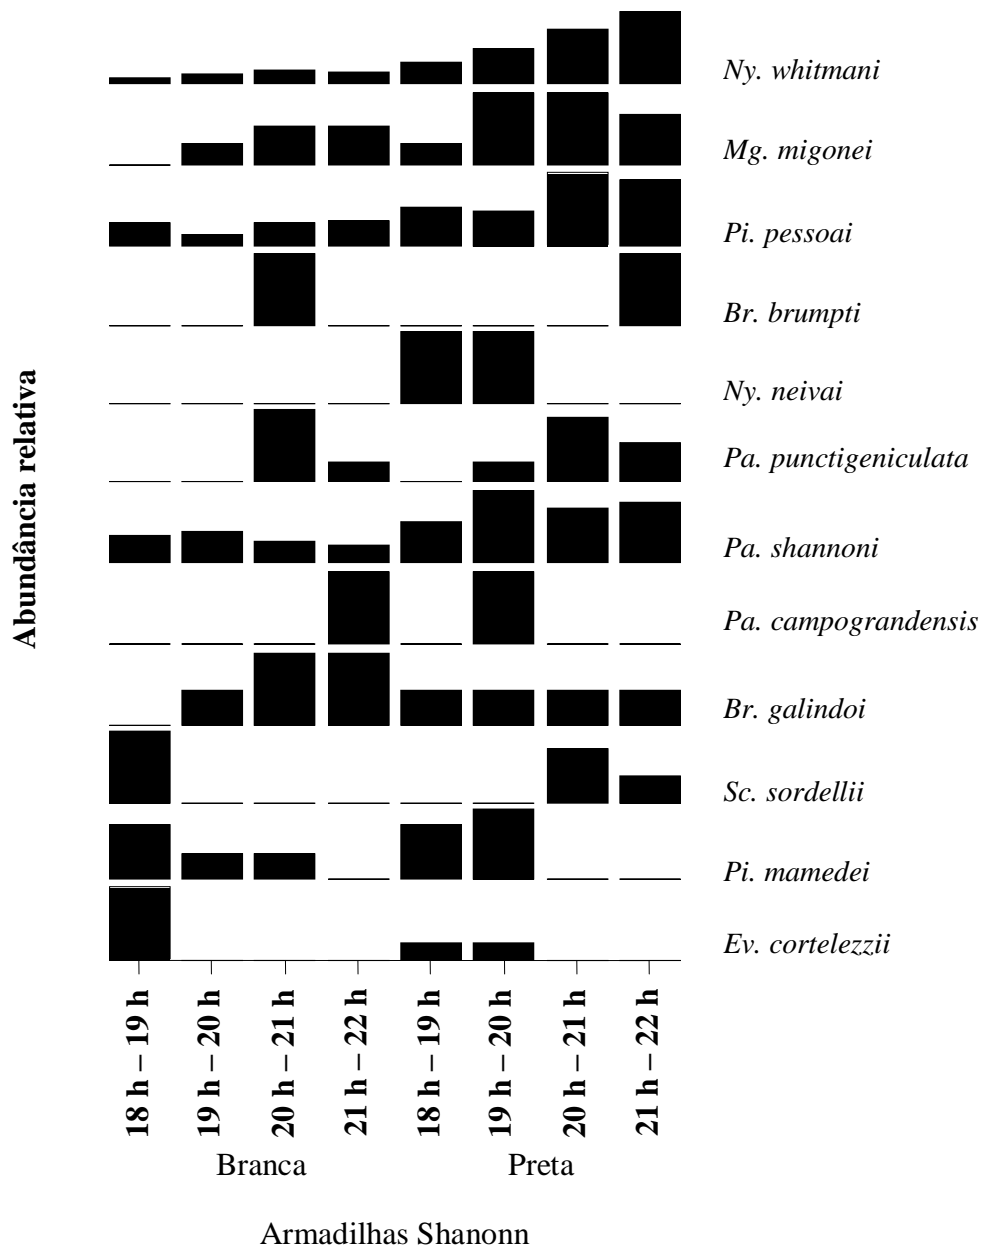 Ny. whitmani
Mg. migonei
Pi. pessoai
Br. brumpti
Ny. neivai
Pa. punctigeniculata
Pa. shannoni
Pa. campograndensis
Br. galindoi
Sc. sordellii
Pi. mamedei
Ev. cortelezzii
Abundância relativa
18 h – 19 h
19 h – 20 h
20 h – 21 h
21 h – 22 h
18 h – 19 h
19 h – 20 h
20 h – 21 h
21 h – 22 h
Branca Preta
Armadilhas Shanonn